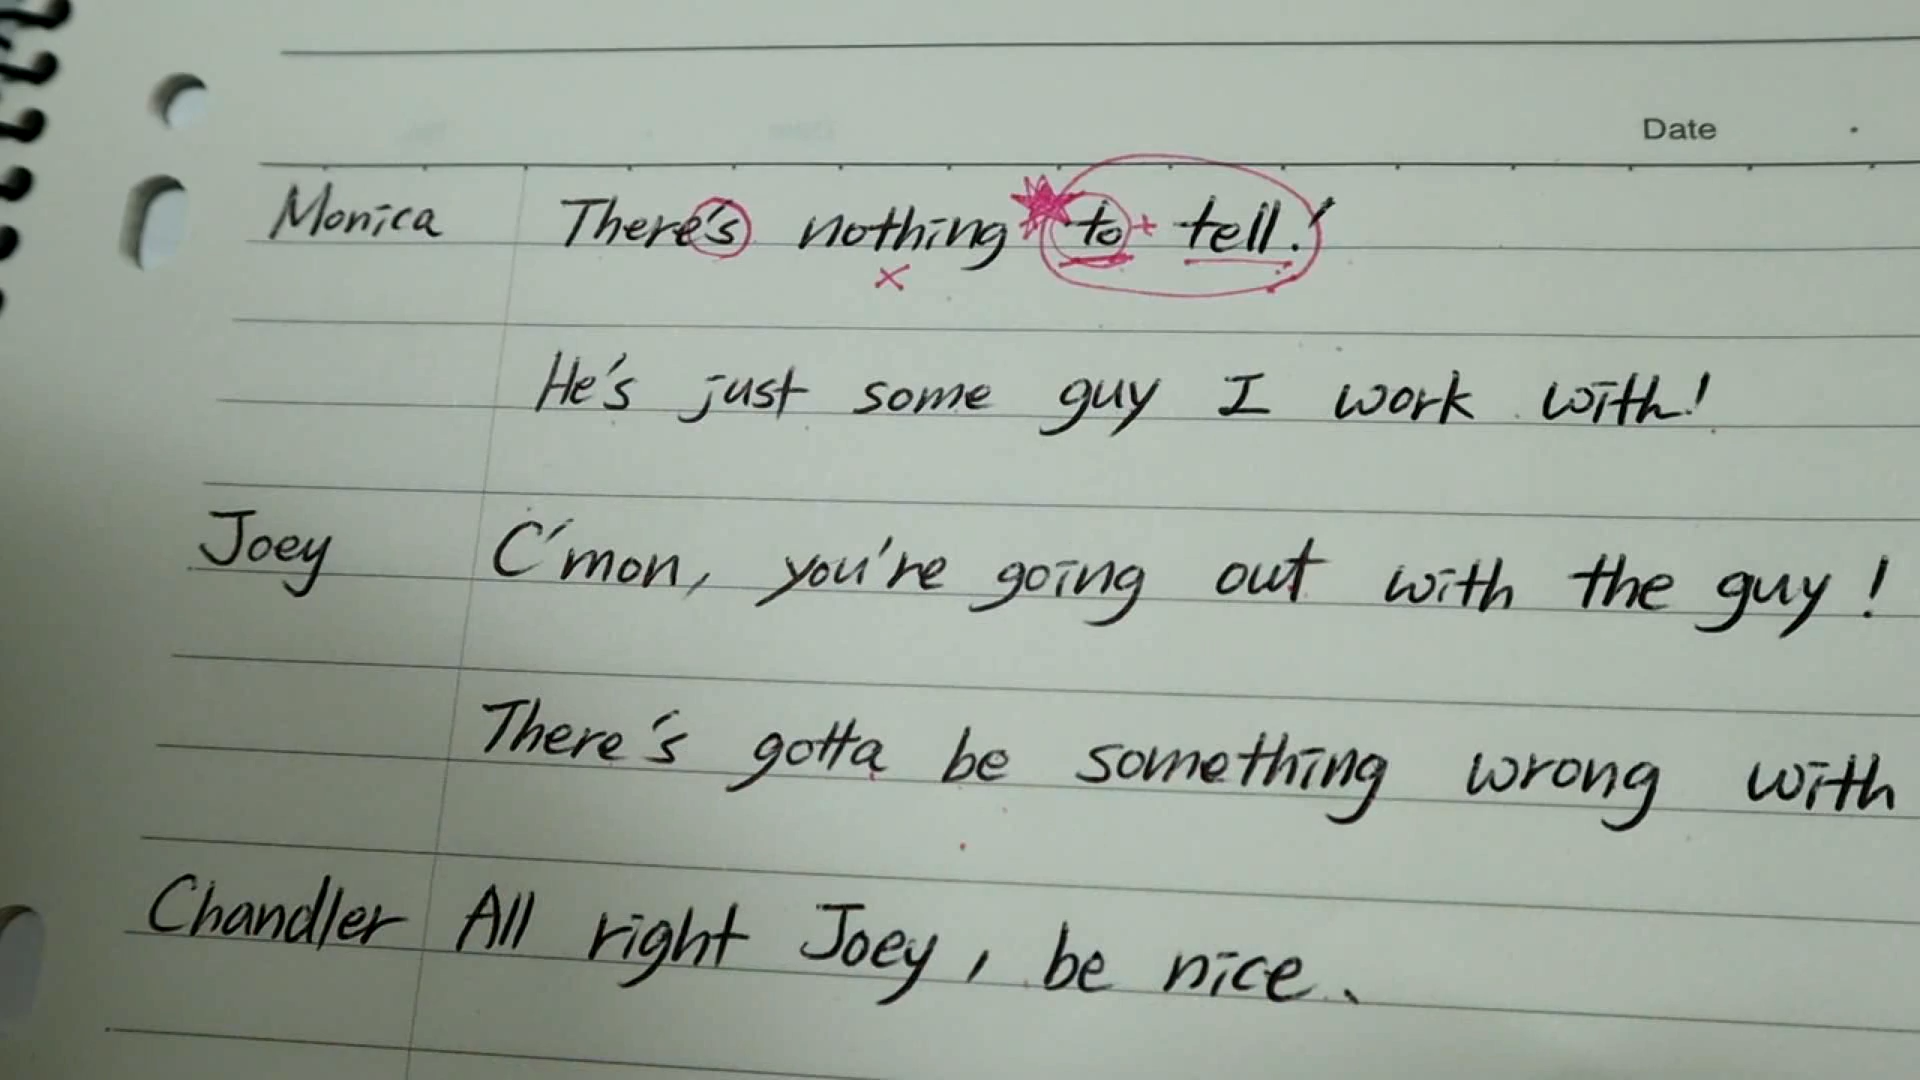 Date
Monica There's nothing to + tell!
×
He's just some guy I work with!
Joey C'mon, you're going out with the guy!
There's gotta be something wrong with
Chandler All right Joey, be nice.